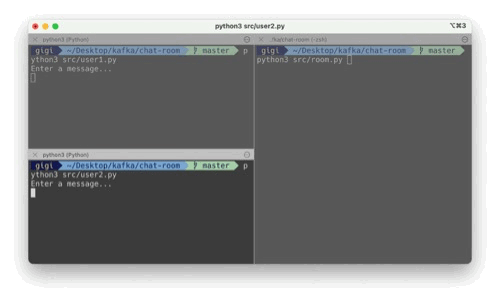 python3 src/user2.py
⌥⌘3
python3 (Python)
gigi ~/Desktop/kafka/chat-room master p
ython3 src/user1.py
Enter a message...
python3 (Python)
gigi ~/Desktop/kafka/chat-room master p
ython3 src/user2.py
Enter a message...
../chat-room (-zsh)
gigi ~/Desktop/kafka/chat-room master
python3 src/room.py